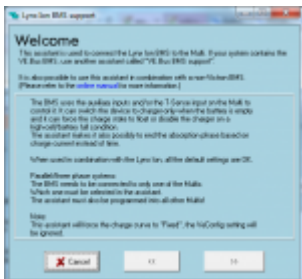 Lynx Ion BMS support
Welcome
This assistant is used to connect the Lynx Ion BMS to the Multi. If your system contains the
VE.Bus BMS, use another assistant called "VE.Bus BMS support".
It is also possible to use this assistant in combination with a non-Victron BMS.
(Please refer to the online manual for more information.)
The BMS uses the auxiliary inputs and/or the T-Sense input on the Multi to
control it. It can switch the device to charge-only when the battery is empty
and it can force the charge state to float or disable the charger on a
high-cell/battery full condition.
The assistant makes it also possibly to end the absorption phase based on
charge current instead of time.
When used in combination with the Lynx Ion, all the default settings are OK.
Parallel/three phase systems:
The BMS needs to be connected to only one of the Multis.
Which one must be selected in the assistant.
The assistant must also be programmed into all other Multis!
Note:
This assistant will force the charge curve to "Fixed", the VEConfig setting will
be ignored.
Cancel
<<
>>